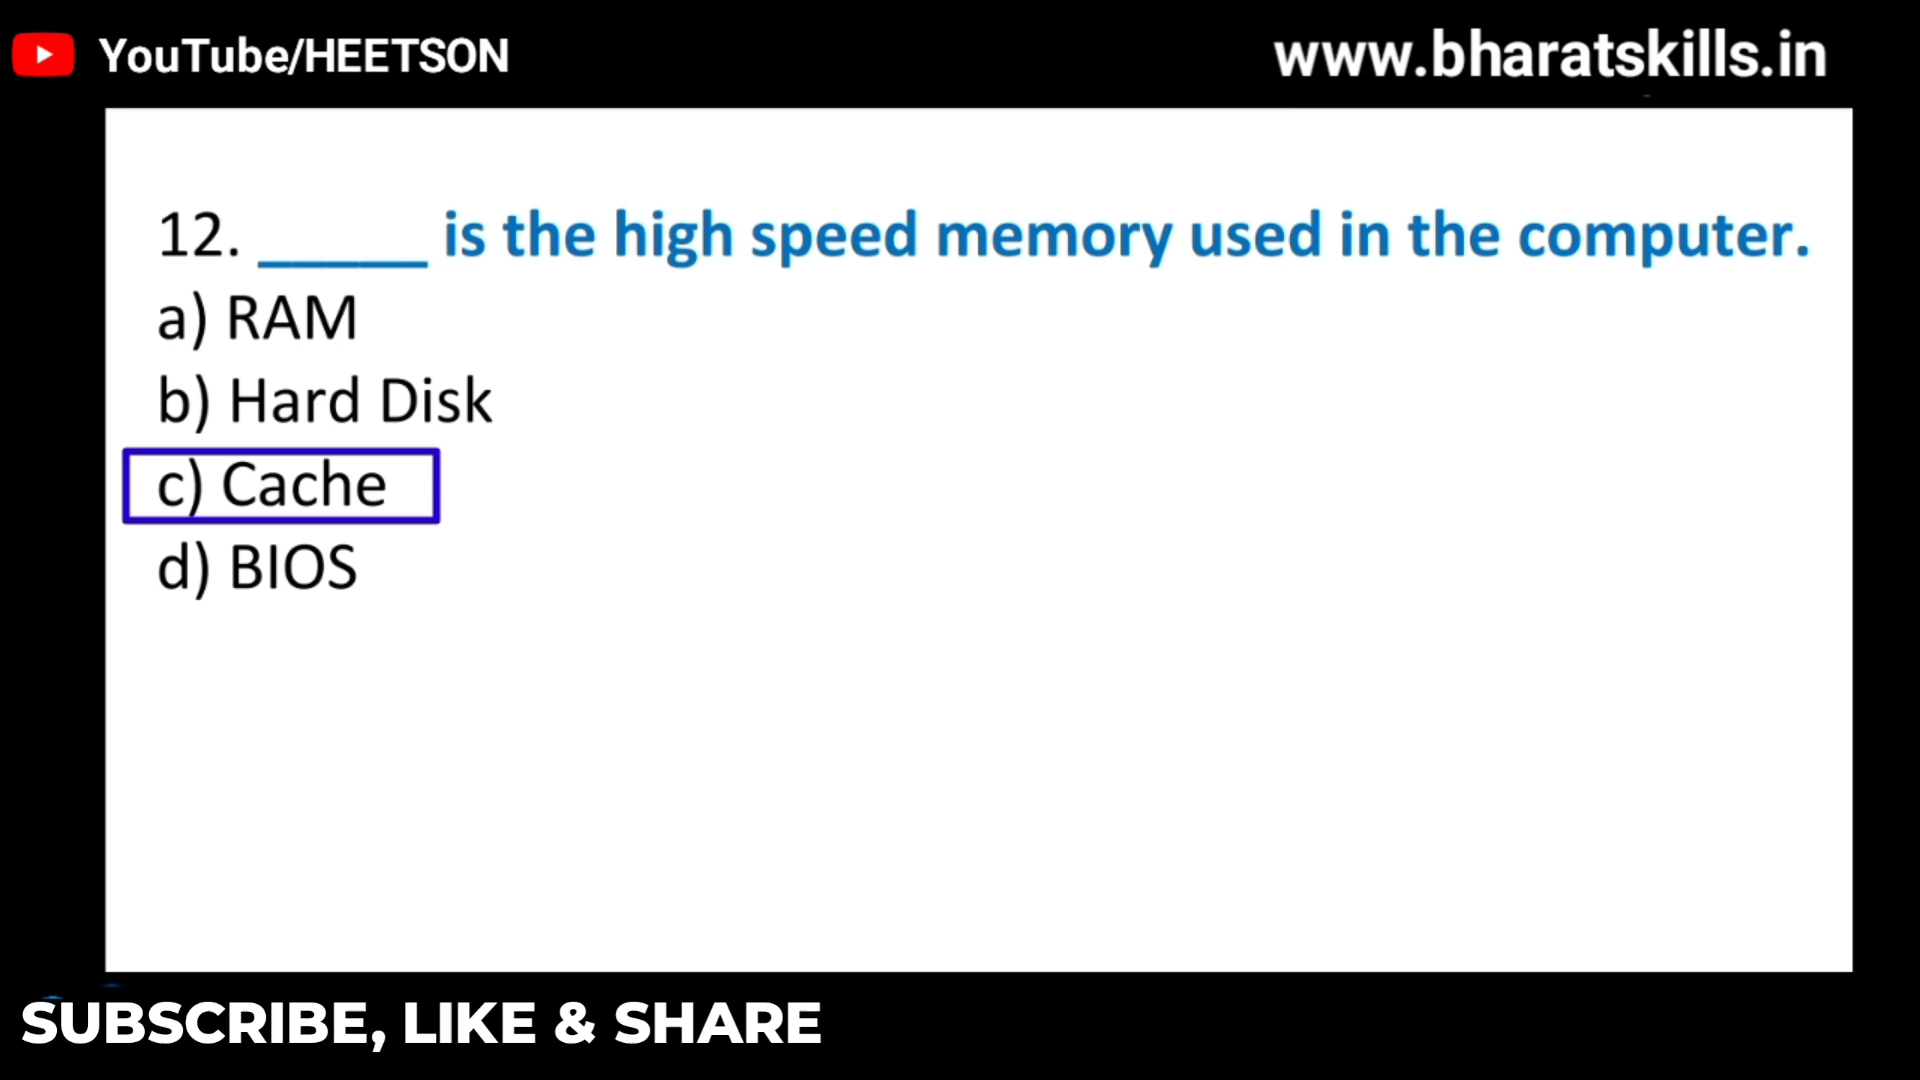 YouTube/HEETSON
www.bharatskills.in
12. _____ is the high speed memory used in the computer.
a) RAM
b) Hard Disk
c) Cache
d) BIOS
SUBSCRIBE, LIKE & SHARE